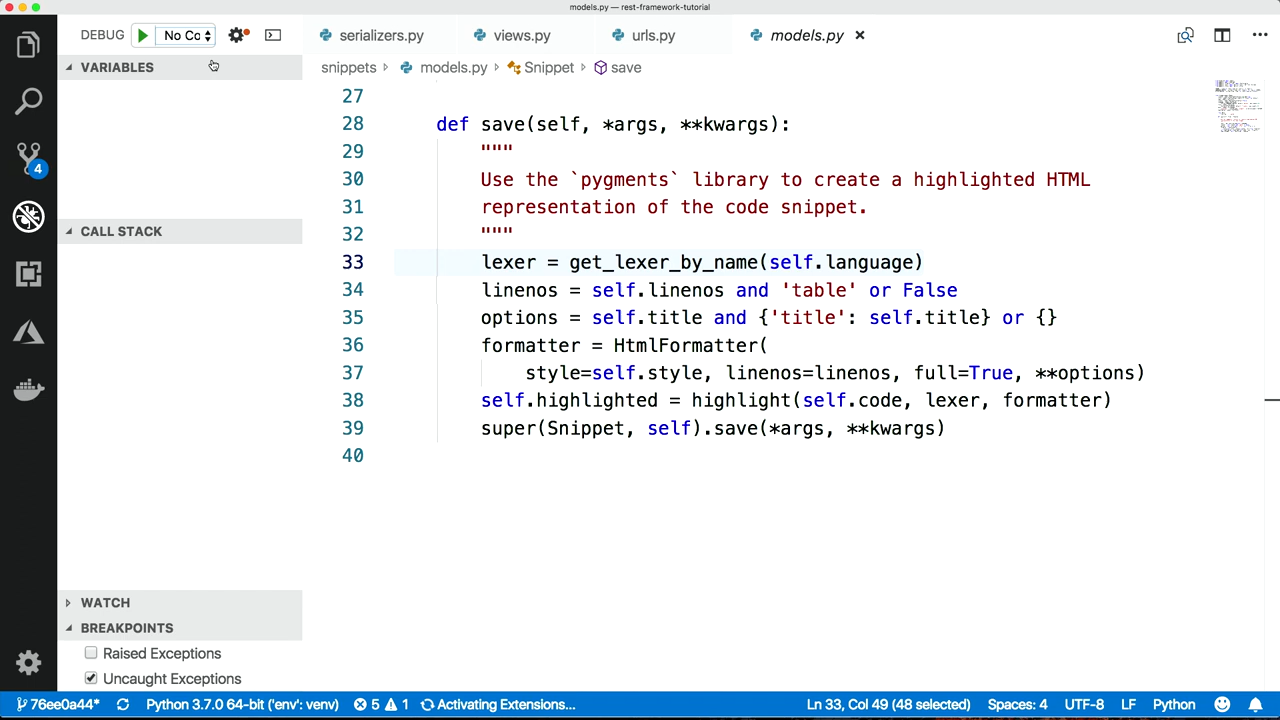 models.py — rest-framework-tutorial
DEBUG No Co
serializers.py views.py urls.py models.py
VARIABLES
snippets models.py Snippet save
27
28 def save(self, *args, **kwargs):
29 """
30 Use the `pygments` library to create a highlighted HTML
31 representation of the code snippet.
32 """
33 lexer = get_lexer_by_name(self.language)
34 linenos = self.linenos and 'table' or False
35 options = self.title and {'title': self.title} or {}
36 formatter = HtmlFormatter(
37 style=self.style, linenos=linenos, full=True, **options)
38 self.highlighted = highlight(self.code, lexer, formatter)
39 super(Snippet, self).save(*args, **kwargs)
40
4
CALL STACK
WATCH
BREAKPOINTS
Raised Exceptions
Uncaught Exceptions
76ee0a44* Python 3.7.0 64-bit ('env': venv) 5 1 Activating Extensions... Ln 33, Col 49 (48 selected) Spaces: 4 UTF-8 LF Python